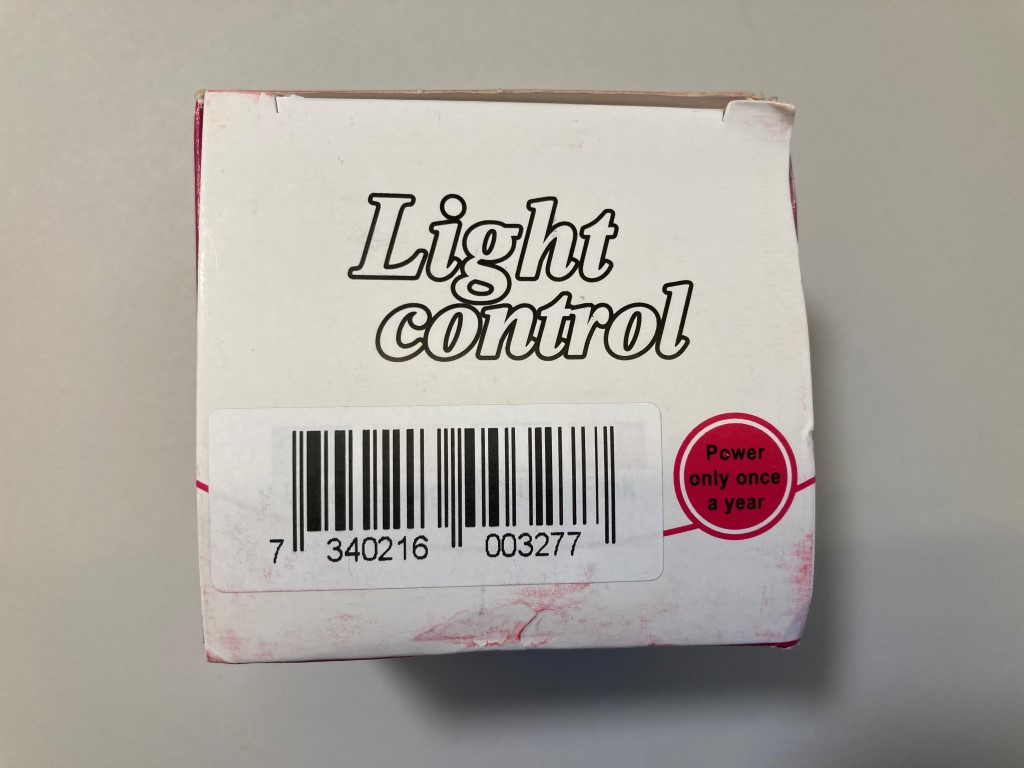 Light
control
Power
only once
a year
7 340216 003277